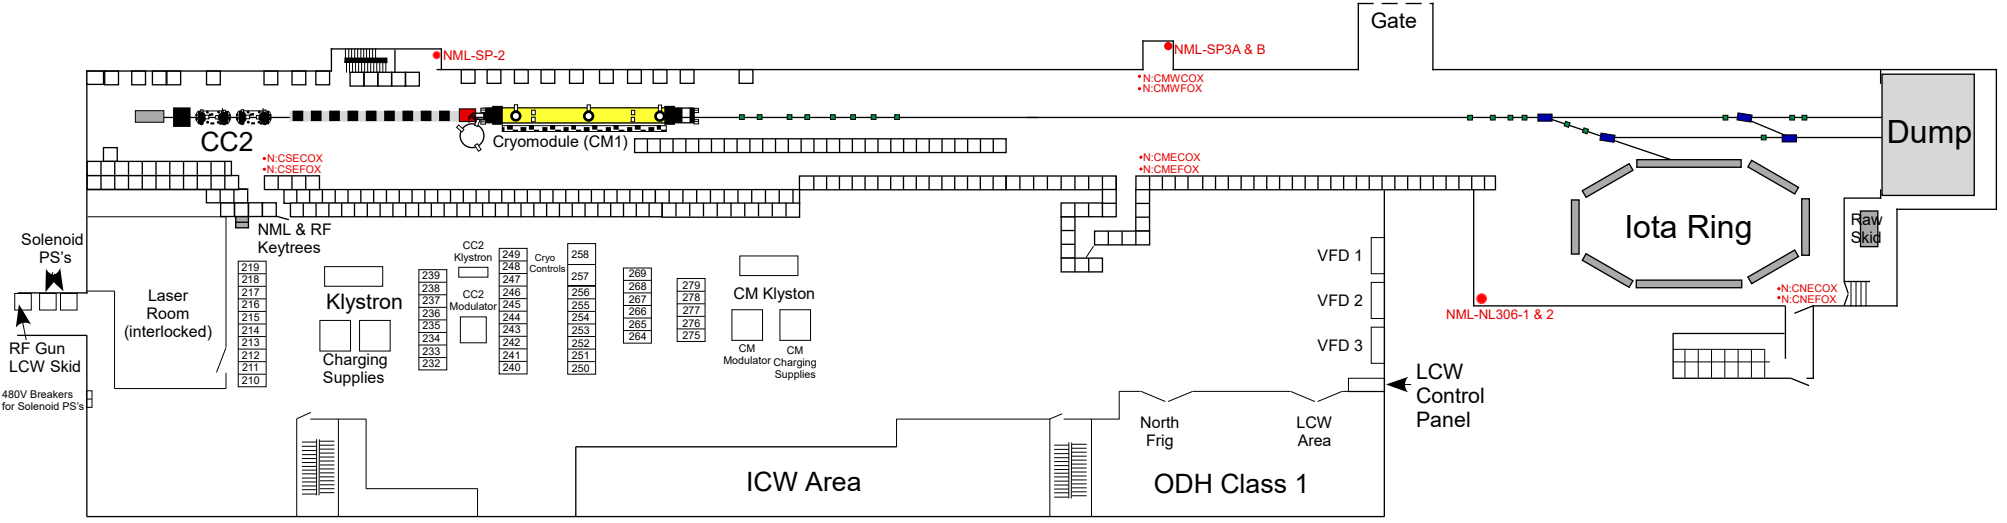 Gate
NML-SP-2
NML-SP3A & B
N:CMWCOX
N:CMWFOX
CC2
Cryomodule (CM1)
Dump
N:CSECOX
N:CSEFOX
N:CMECOX
N:CMEFOX
NML & RF
Keytrees
Iota Ring
Raw
Skid
Solenoid
PS's
RF Gun
LCW Skid
480V Breakers
for Solenoid PS's
Laser
Room
(interlocked)
219
218
217
216
215
214
213
212
211
210
Klystron
Charging
Supplies
239
238
237
236
235
234
233
232
CC2
Klystron
CC2
Modulator
249
248
247
246
245
244
243
242
241
240
Cryo
Controls
258
257
256
255
254
253
252
251
250
269
268
267
266
265
264
279
278
277
276
275
CM Klyston
CM
Modulator
CM
Charging
Supplies
VFD 1
VFD 2
VFD 3
NML-NL306-1 & 2
N:CNECOX
N:CNEFOX
LCW
Control
Panel
North
Frig
LCW
Area
ICW Area
ODH Class 1